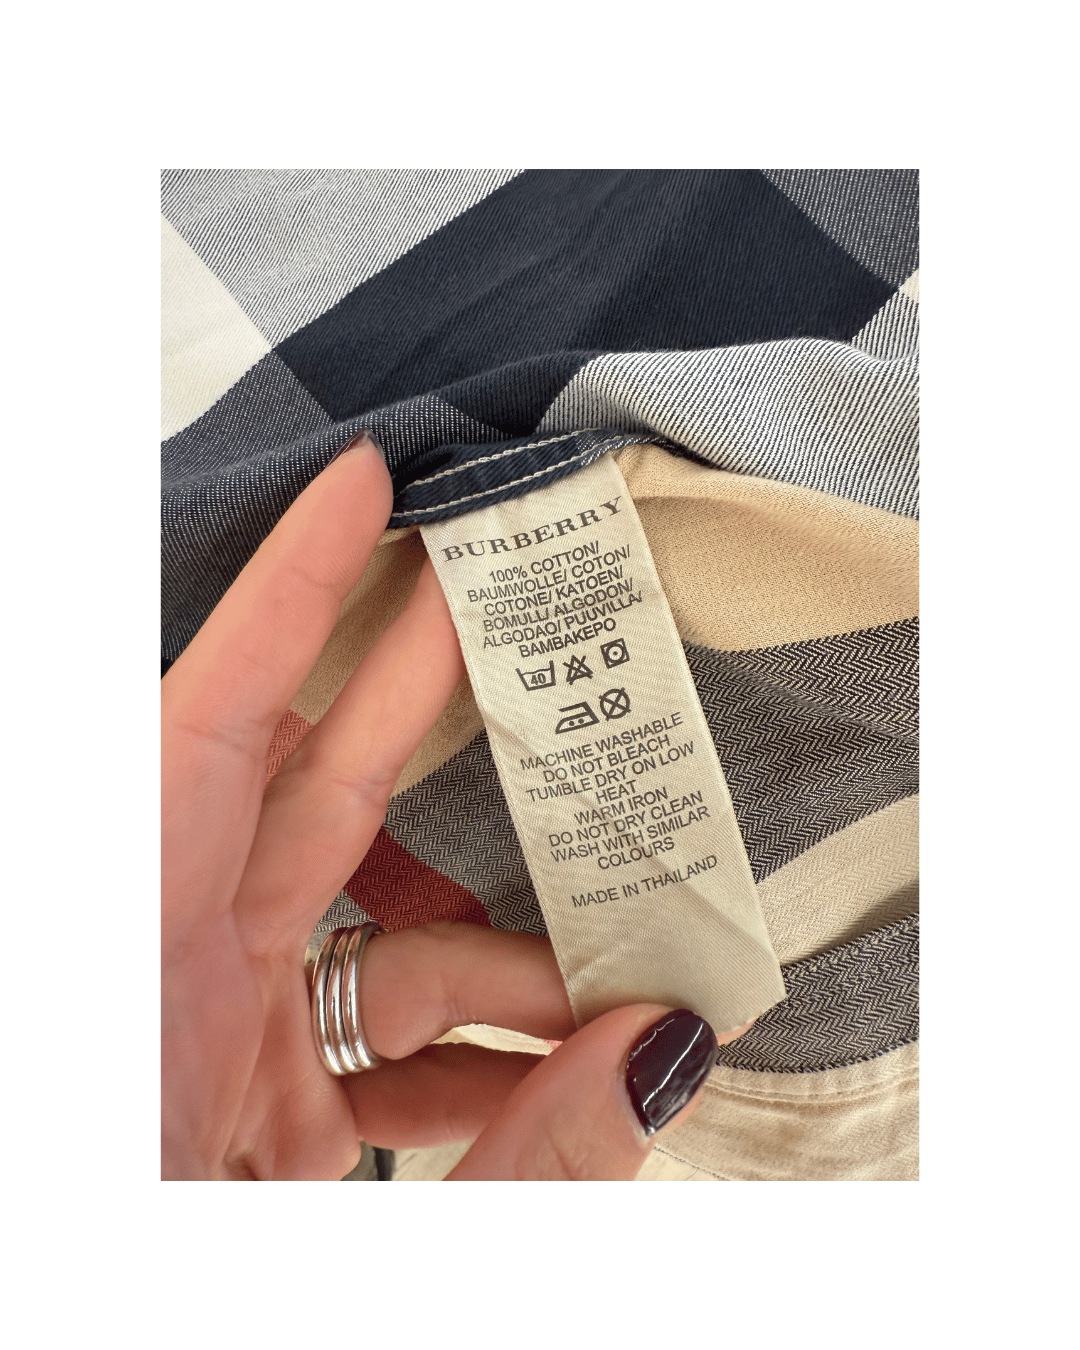 BURBERRY
100% COTTON/
BAUMWOLLE/ COTON/
COTONE/ KATOEN/
BOMULL/ ALGODON/
ALGODAO/ PUUVILLA/
BAMBAKEPO
40
MACHINE WASHABLE
DO NOT BLEACH
TUMBLE DRY ON LOW
HEAT
WARM IRON
DO NOT DRY CLEAN
WASH WITH SIMILAR
COLOURS
MADE IN THAILAND